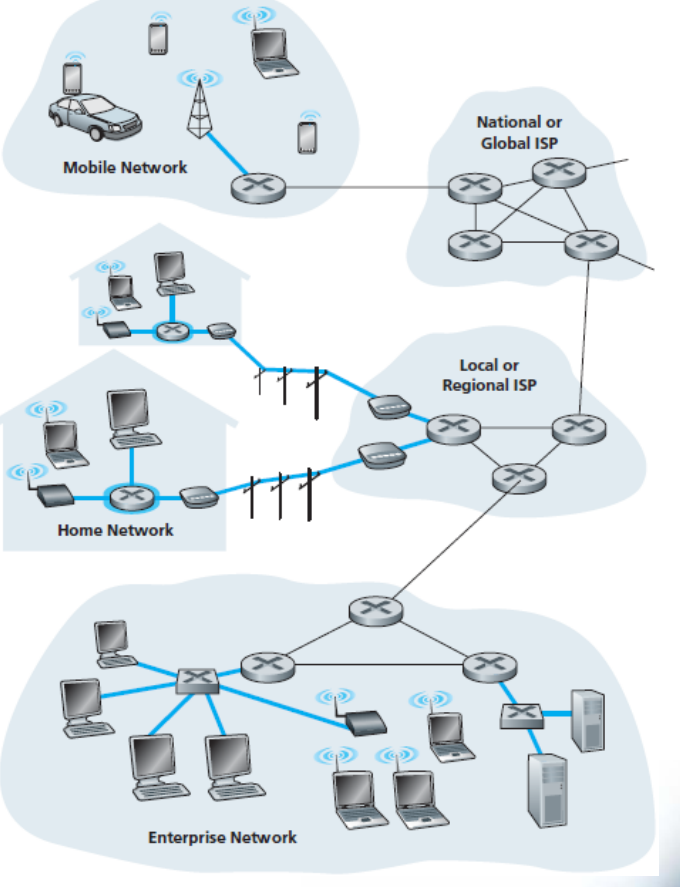 National or
Global ISP
Mobile Network
Local or
Regional ISP
Home Network
Enterprise Network